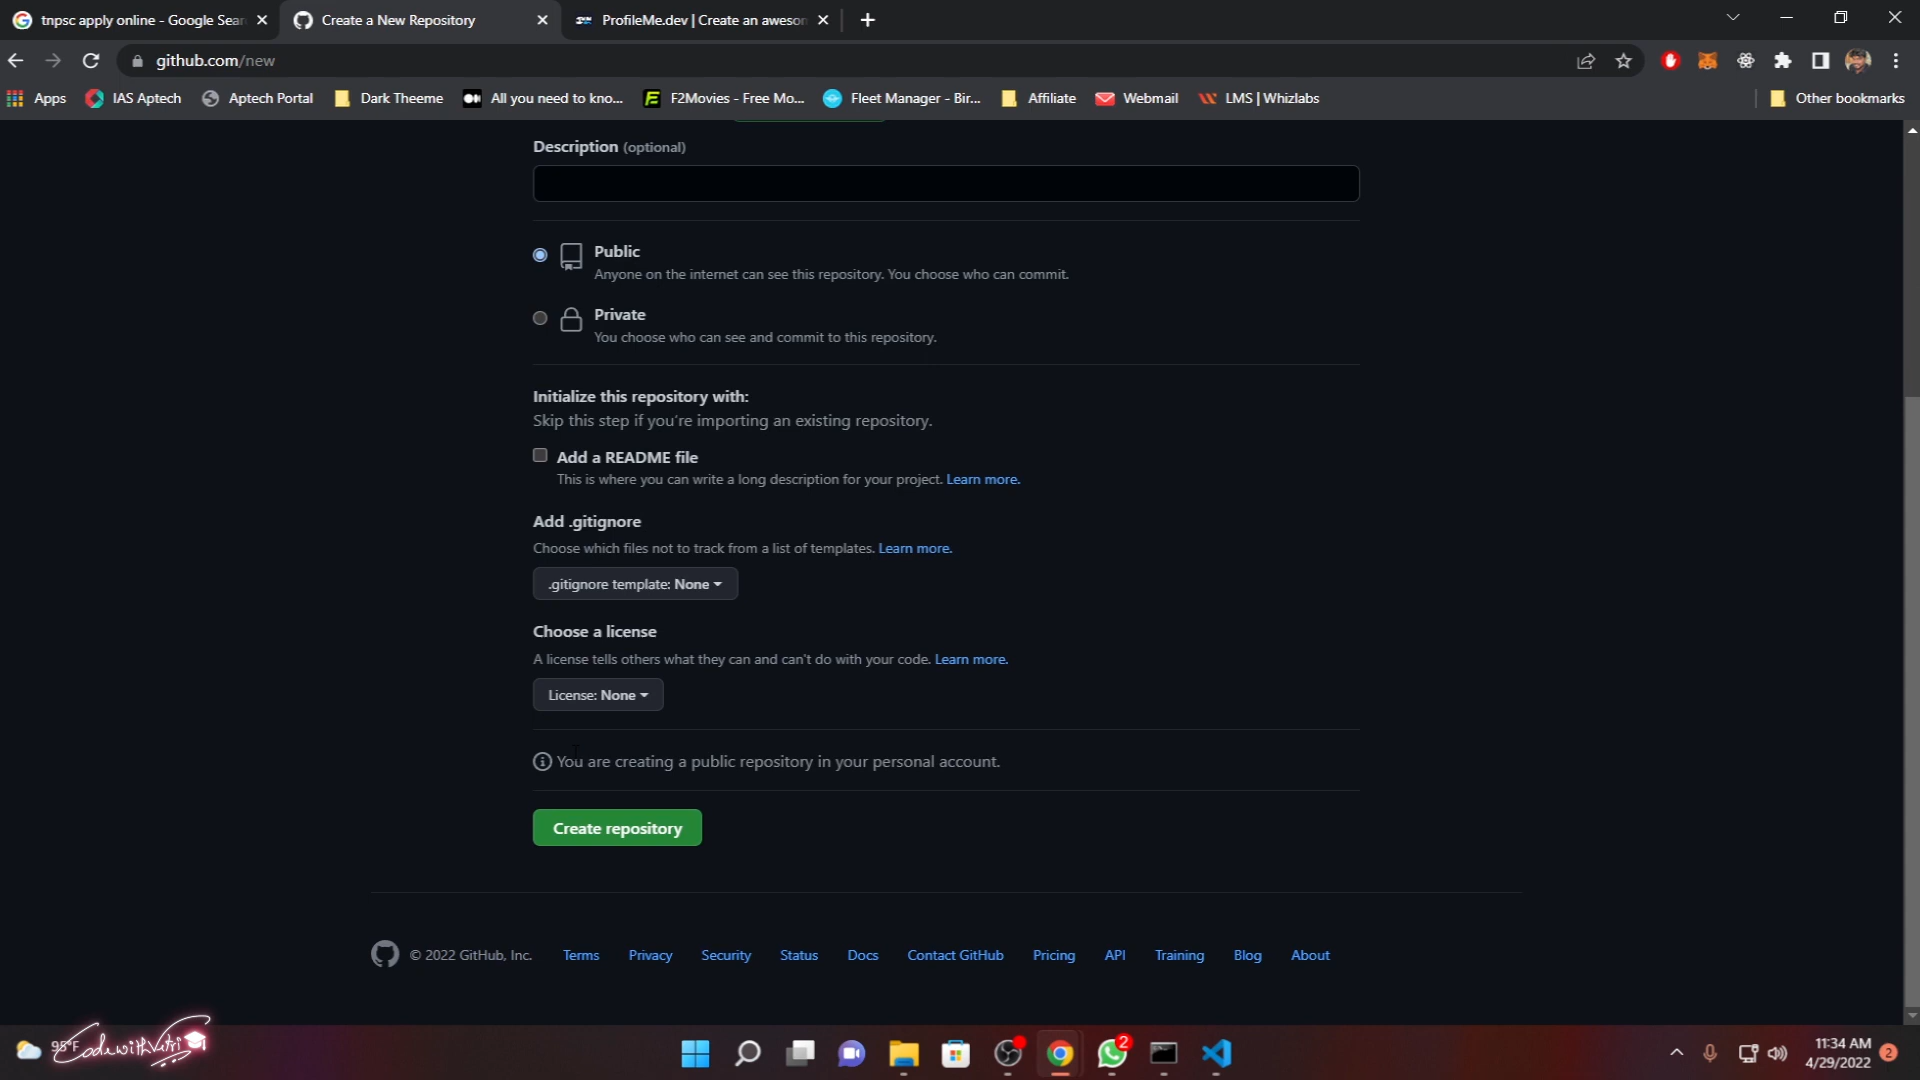 tnpsc apply online - Google Sear
Create a New Repository
ProfileMe.dev | Create an aweson
github.com/new
Apps
IAS Aptech
Aptech Portal
Dark Theeme
All you need to kno...
F2Movies - Free Mo...
Fleet Manager - Bir...
Affiliate
Webmail
LMS | Whizlabs
Other bookmarks
Description (optional)
Public
Anyone on the internet can see this repository. You choose who can commit.
Private
You choose who can see and commit to this repository.
Initialize this repository with:
Skip this step if you're importing an existing repository.
Add a README file
This is where you can write a long description for your project. Learn more.
Add .gitignore
Choose which files not to track from a list of templates. Learn more.
.gitignore template: None
Choose a license
A license tells others what they can and can't do with your code. Learn more.
License: None
You are creating a public repository in your personal account.
Create repository
© 2022 GitHub, Inc.
Terms
Privacy
Security
Status
Docs
Contact GitHub
Pricing
API
Training
Blog
About
95°F
CodewithVetri
2
11:34 AM
4/29/2022
2